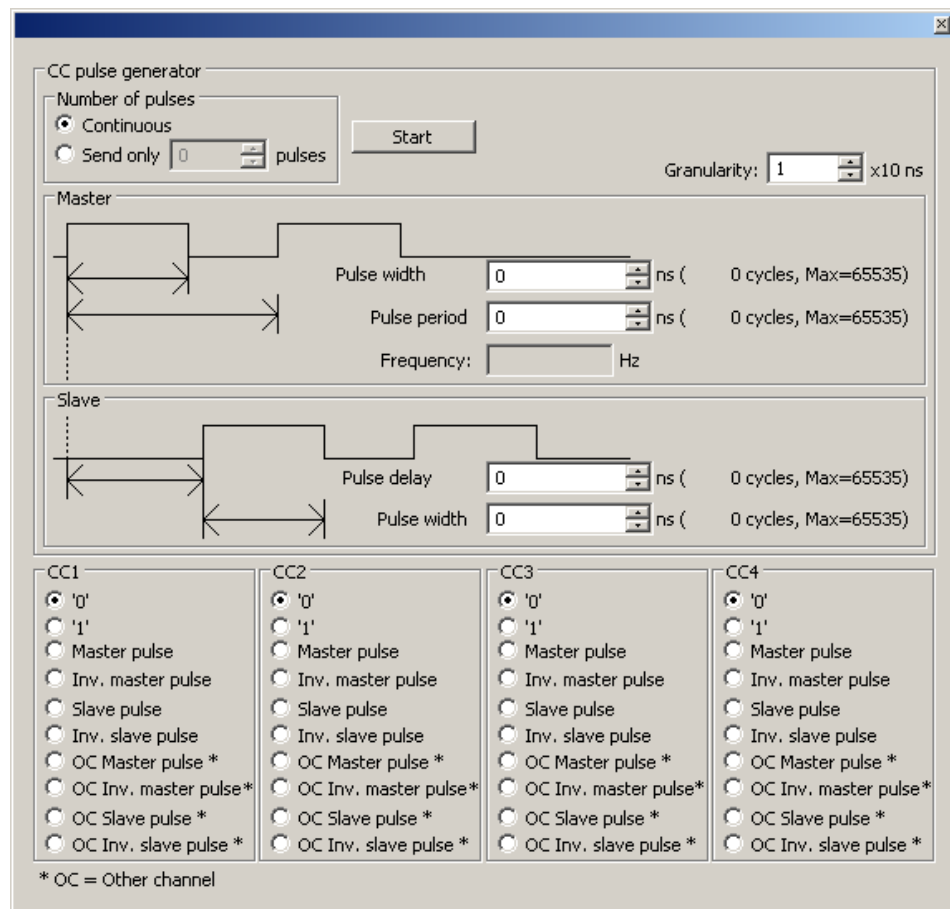 CC pulse generator
Number of pulses
Continuous
Send only 0 pulses
Start
Granularity: 1 x10 ns
Master
Pulse width 0 ns ( 0 cycles, Max=65535)
Pulse period 0 ns ( 0 cycles, Max=65535)
Frequency: Hz
Slave
Pulse delay 0 ns ( 0 cycles, Max=65535)
Pulse width 0 ns ( 0 cycles, Max=65535)
CC1
'0'
'1'
Master pulse
Inv. master pulse
Slave pulse
Inv. slave pulse
OC Master pulse *
OC Inv. master pulse*
OC Slave pulse *
OC Inv. slave pulse *
CC2
'0'
'1'
Master pulse
Inv. master pulse
Slave pulse
Inv. slave pulse
OC Master pulse *
OC Inv. master pulse*
OC Slave pulse *
OC Inv. slave pulse *
CC3
'0'
'1'
Master pulse
Inv. master pulse
Slave pulse
Inv. slave pulse
OC Master pulse *
OC Inv. master pulse*
OC Slave pulse *
OC Inv. slave pulse *
CC4
'0'
'1'
Master pulse
Inv. master pulse
Slave pulse
Inv. slave pulse
OC Master pulse *
OC Inv. master pulse*
OC Slave pulse *
OC Inv. slave pulse *
* OC = Other channel